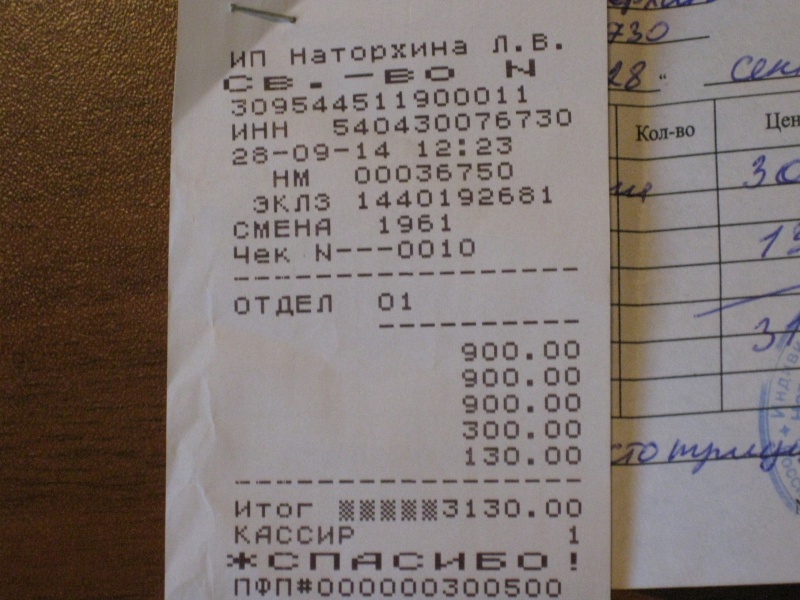 ИП Наторхина Л.В.
СВ.-ВО N
309544511900011
ИНН 540430076730
28-09-14 12:23
НМ 00036750
ЭКЛЗ 1440192681
СМЕНА 1961
Чек N---0010
ОТДЕЛ 01
900.00
900.00
900.00
300.00
130.00
Итог ▒▒▒▒▒3130.00
КАССИР 1
*СПАСИБО!
ПФП#000000300500
730
Кол-во